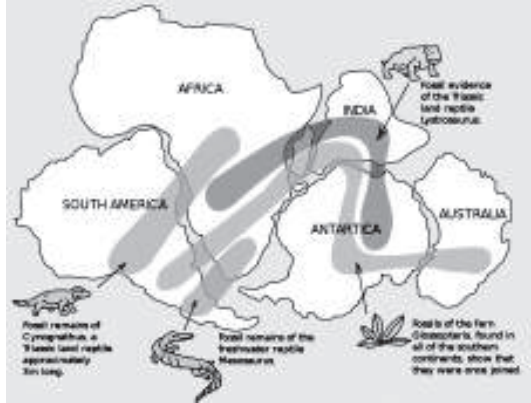 AFRICA
INDIA
Fossil evidence
of the Triassic
land reptile
Lystrosaurus.
SOUTH AMERICA
ANTARTICA
AUSTRALIA
Fossil remains of
Cynognathus, a
Triassic land reptile
approximately
3m long.
Fossil remains of the
freshwater reptile
Mesosaurus.
Fossils of the fern
Glossopteris, found in
all of the southern
continents, show that
they were once joined.